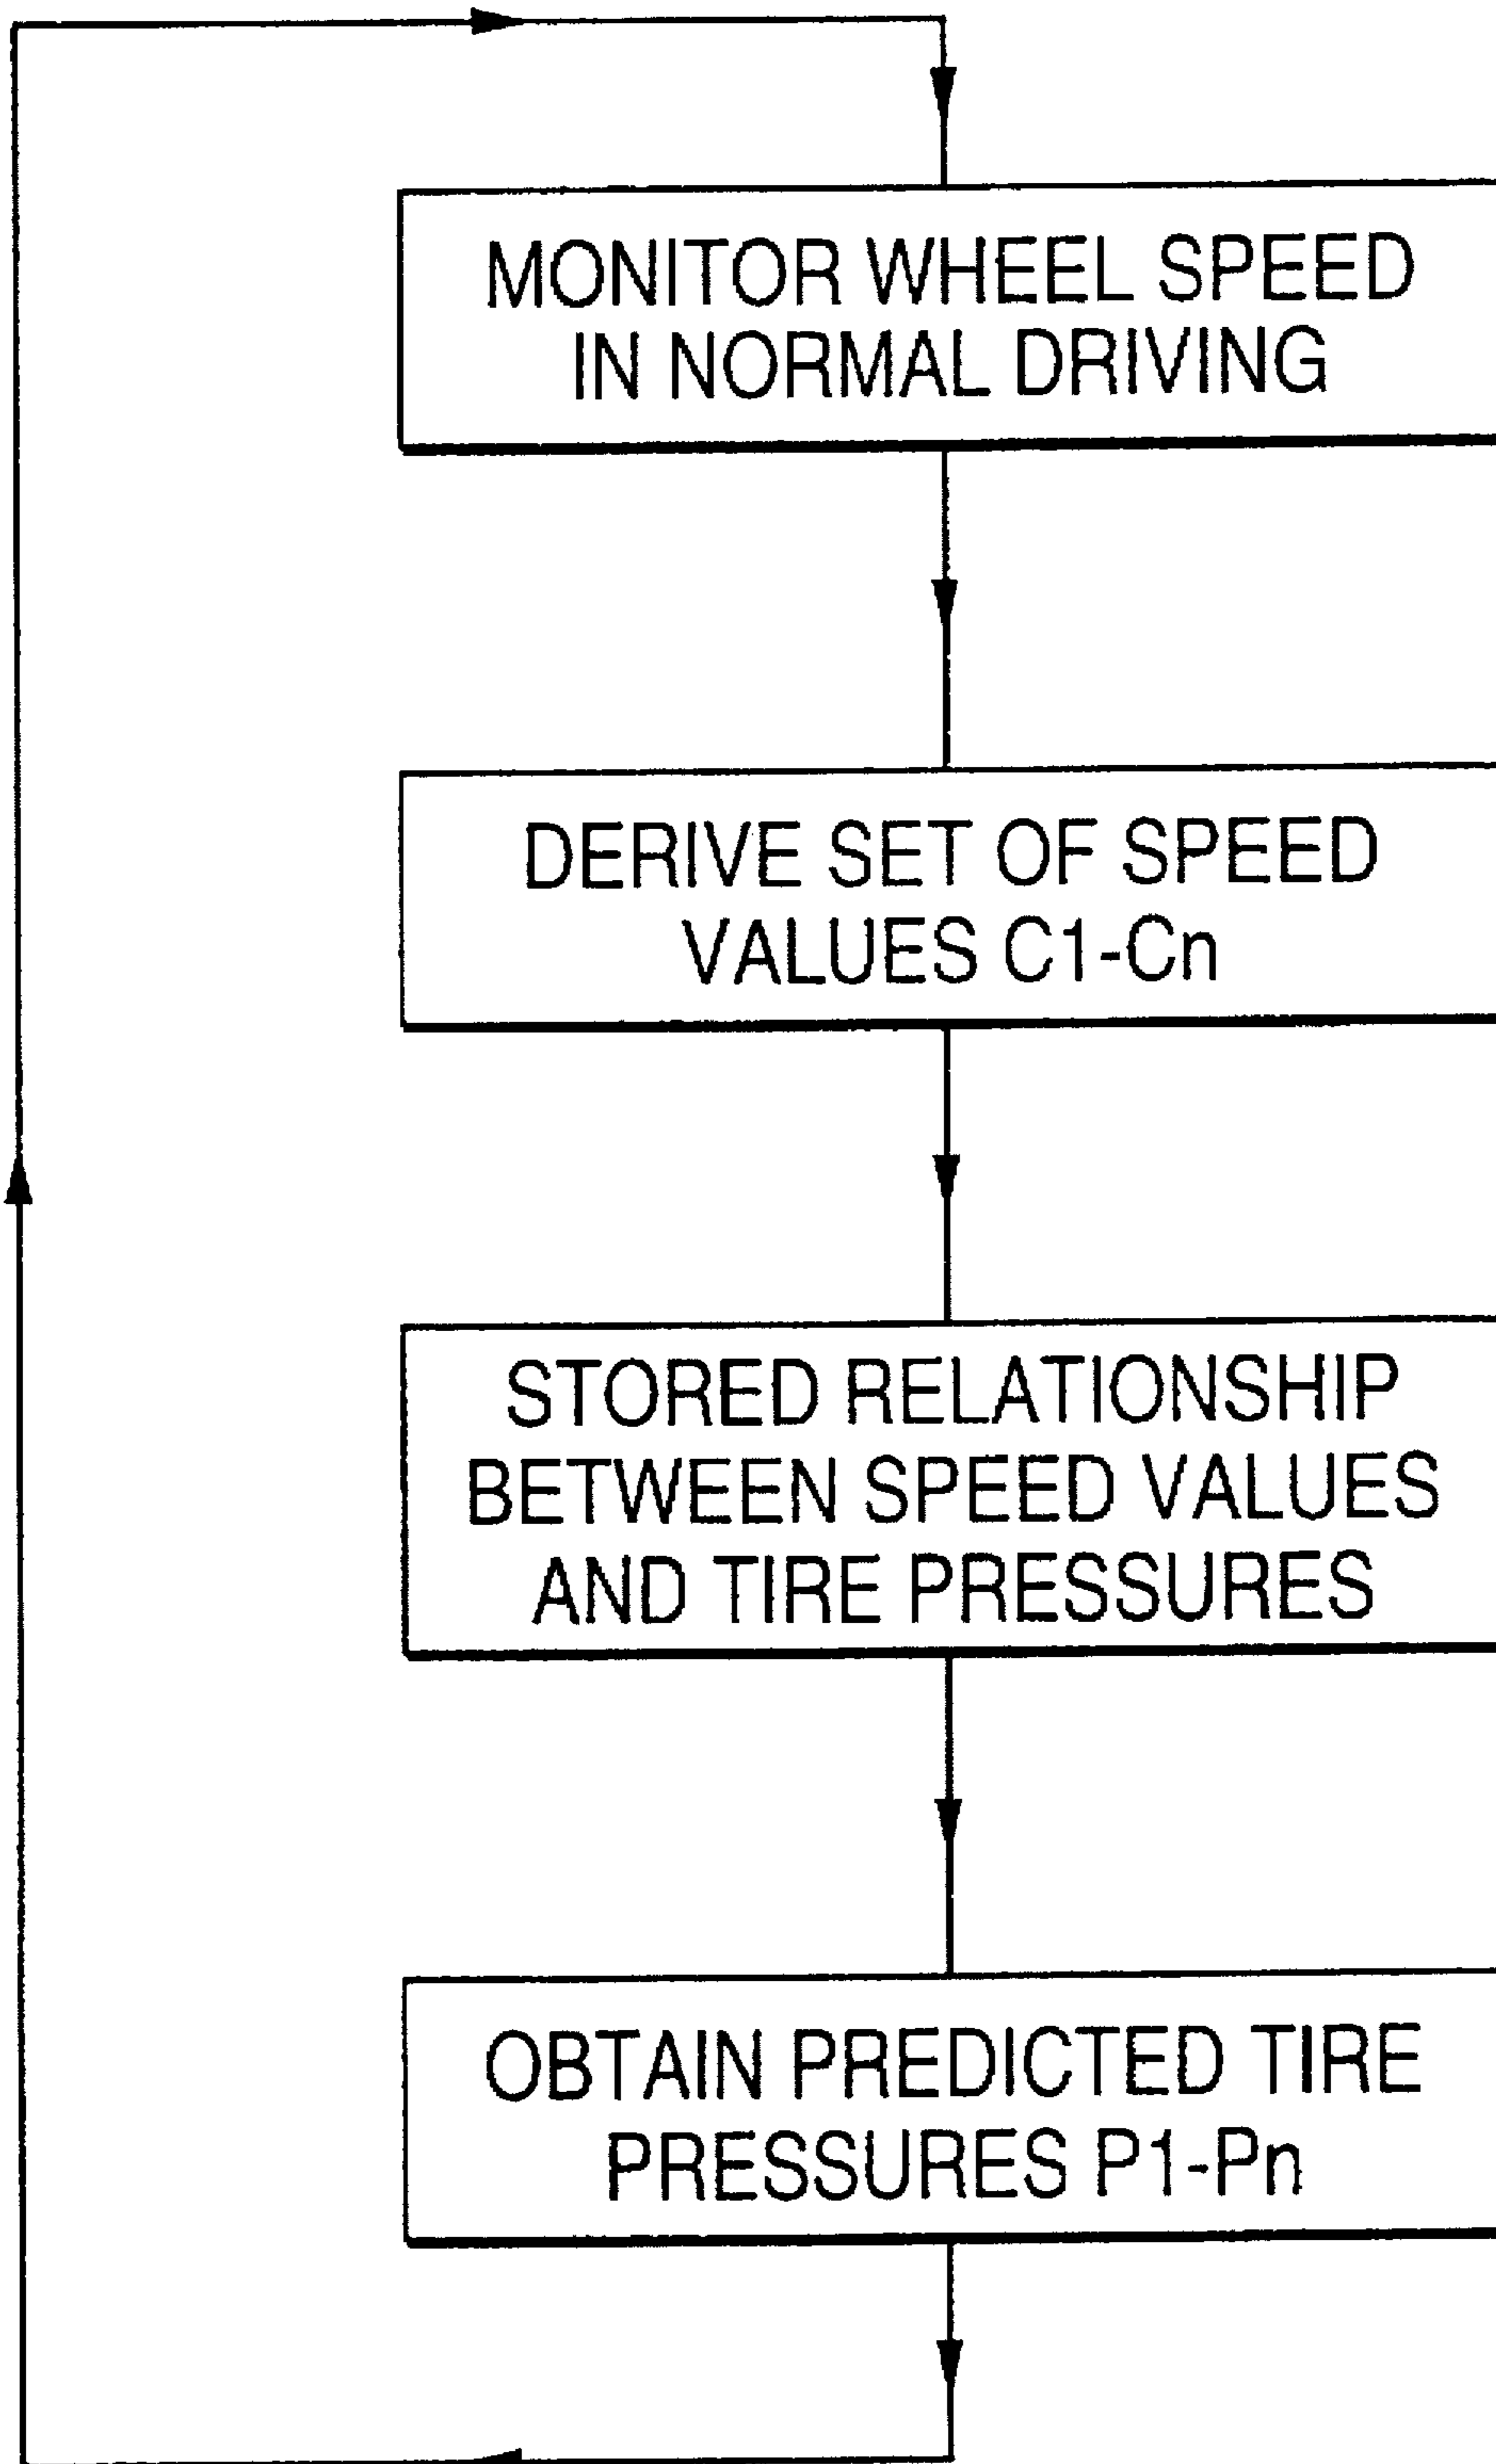 MONITOR WHEEL SPEED
IN NORMAL DRIVING
DERIVE SET OF SPEED
VALUES C1-Cn
STORED RELATIONSHIP
BETWEEN SPEED VALUES
AND TIRE PRESSURES
OBTAIN PREDICTED TIRE
PRESSURES P1-Pn